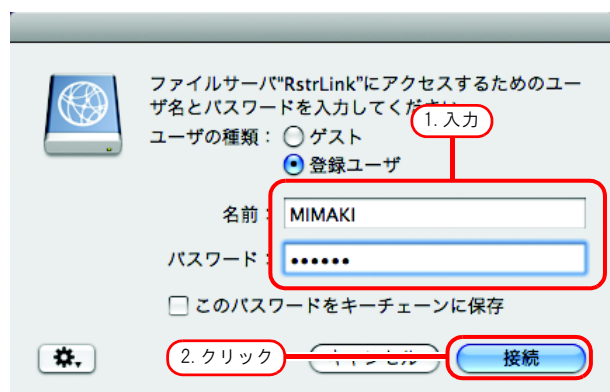 ファイルサーバ"RstrLink"にアクセスするためのユー
ザ名とパスワードを入力してください
1. 入力
ユーザの種類： ゲスト
登録ユーザ
名前： MIMAKI
パスワード： ••••••
このパスワードをキーチェーンに保存
2. クリック
キャンセル
接続